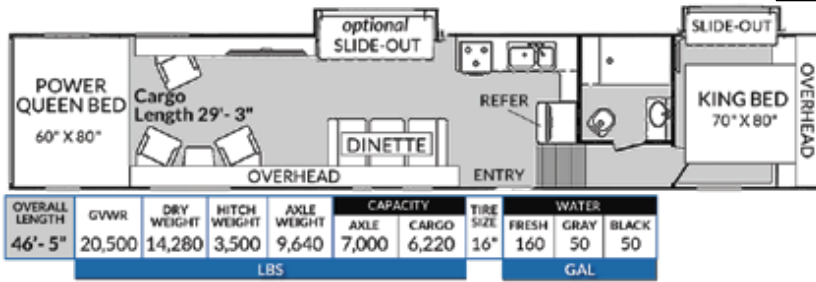 optional
SLIDE-OUT
SLIDE-OUT
POWER
QUEEN BED
60" X 80"
Cargo
Length 29'- 3"
REFER
DINETTE
OVERHEAD
ENTRY
KING BED
70" X 80"
OVERHEAD
OVERALL LENGTH GVWR DRY WEIGHT HITCH WEIGHT AXLE WEIGHT CAPACITY TIRE SIZE WATER
AXLE CARGO FRESH GRAY BLACK
46'- 5" 20,500 14,280 3,500 9,640 7,000 6,220 16" 160 50 50
LBS GAL